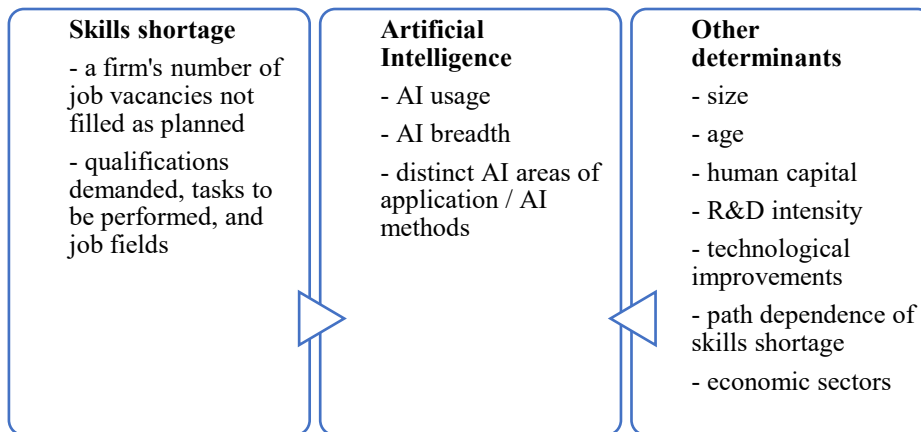 Skills shortage
- a firm's number of
job vacancies not
filled as planned
- qualifications
demanded, tasks to
be performed, and
job fields
Artificial
Intelligence
- AI usage
- AI breadth
- distinct AI areas of
application / AI
methods
Other
determinants
- size
- age
- human capital
- R&D intensity
- technological
improvements
- path dependence of
skills shortage
- economic sectors